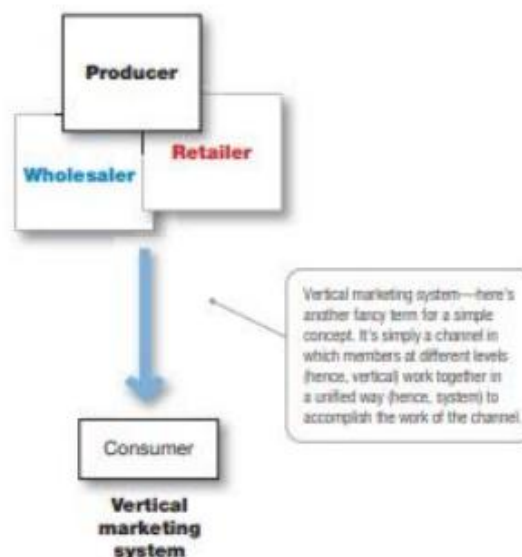 Producer
Retailer
Wholesaler
Vertical marketing system—here's
another fancy term for a simple
concept. It's simply a channel in
which members at different levels
(hence, vertical) work together in
a unified way (hence, system) to
accomplish the work of the channel.
Consumer
Vertical
marketing
system